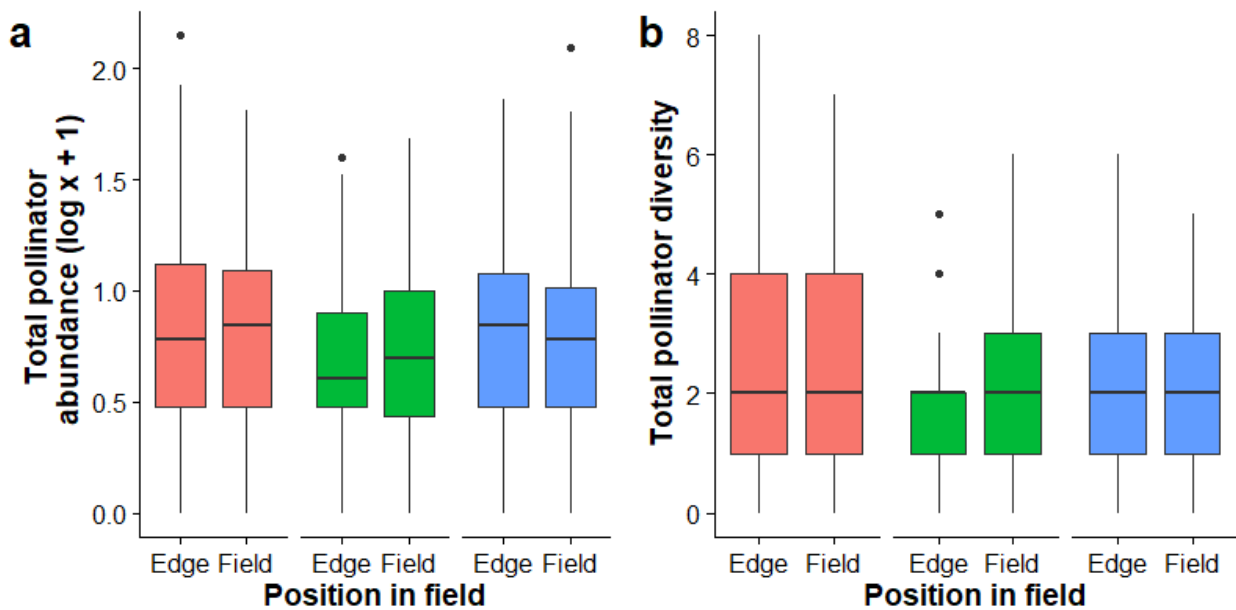 a
Total pollinator
abundance (log x + 1)
2.0
1.5
1.0
0.5
0.0
Edge Field Edge Field Edge Field
Position in field
b
Total pollinator diversity
8
6
4
2
0
Edge Field Edge Field Edge Field
Position in field